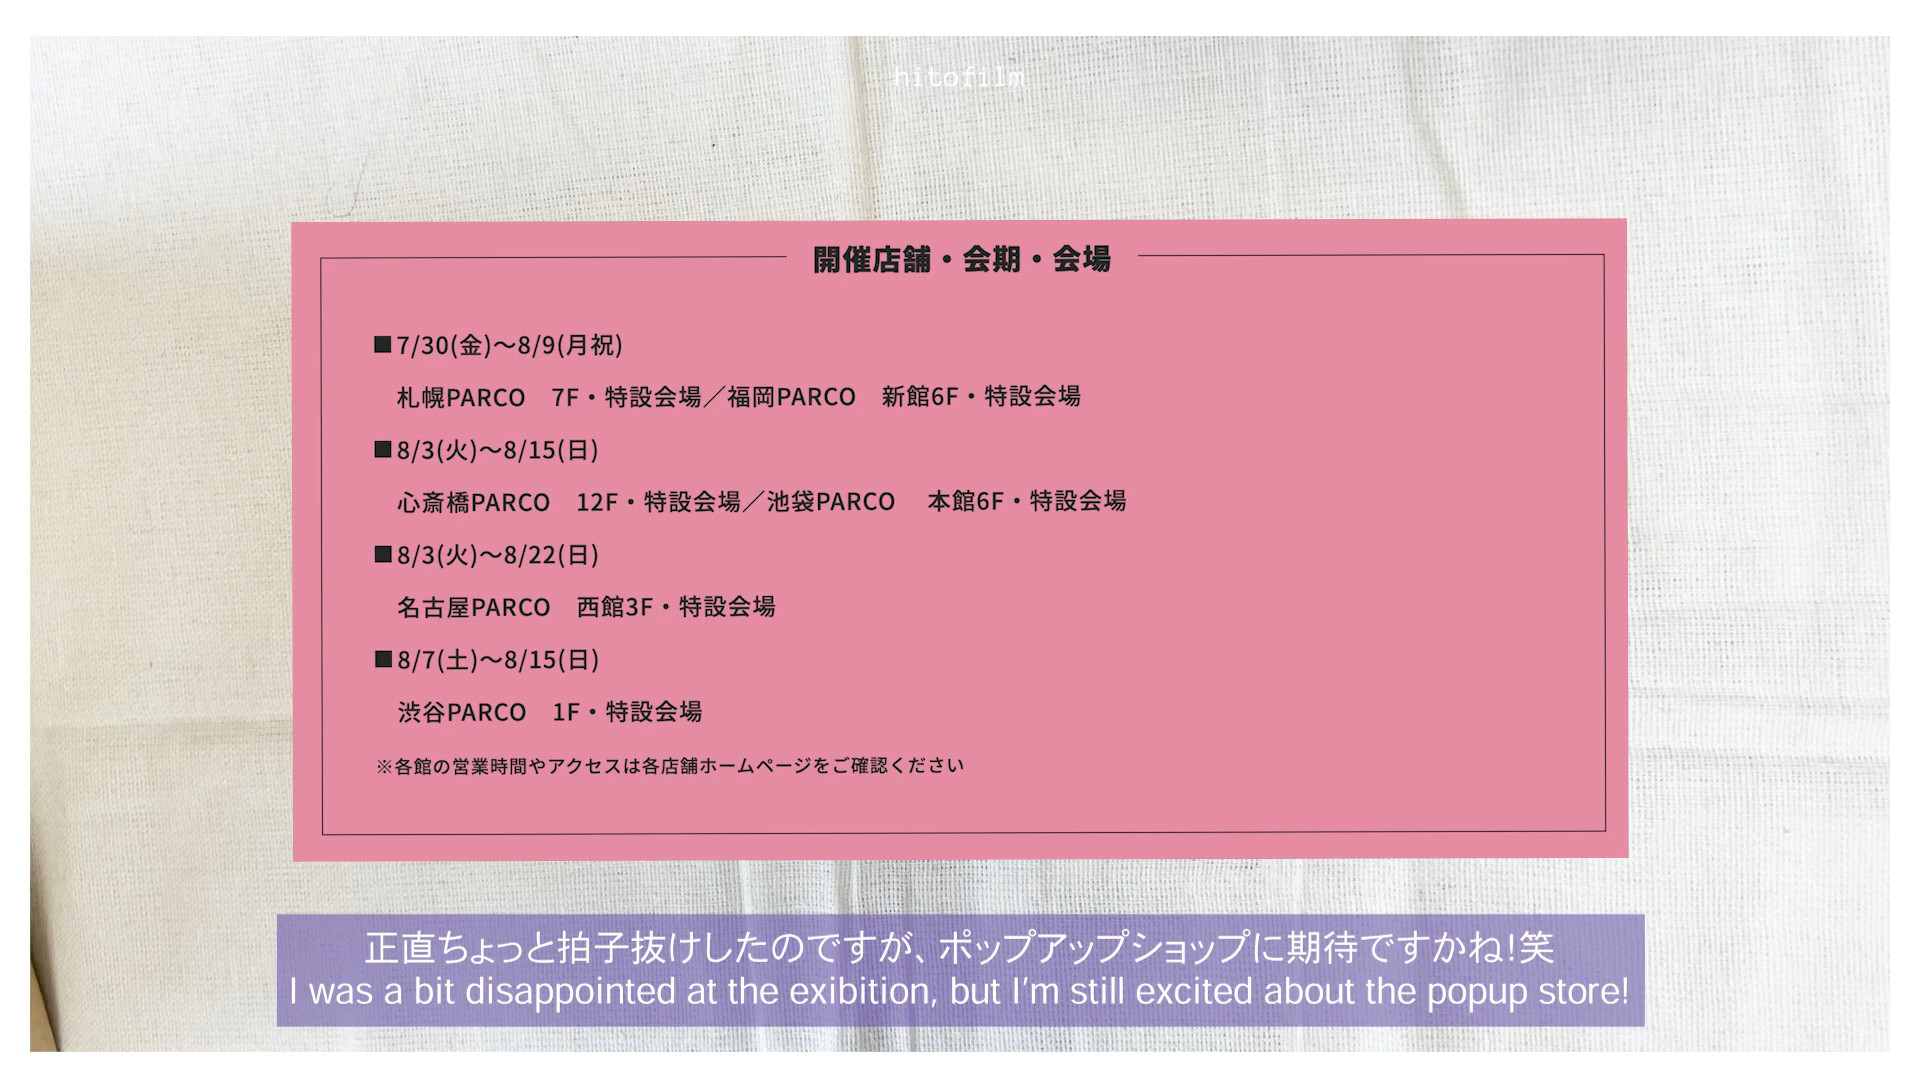 hitofilm
開催店舗・会期・会場
■7/30(金)〜8/9(月祝)
札幌PARCO　7F・特設会場／福岡PARCO　新館6F・特設会場
■8/3(火)〜8/15(日)
心斎橋PARCO　12F・特設会場／池袋PARCO　本館6F・特設会場
■8/3(火)〜8/22(日)
名古屋PARCO　西館3F・特設会場
■8/7(土)〜8/15(日)
渋谷PARCO　1F・特設会場
※各館の営業時間やアクセスは各店舗ホームページをご確認ください
正直ちょっと拍子抜けしたのですが、ポップアップショップに期待ですかね!笑
I was a bit disappointed at the exibition, but I'm still excited about the popup store!